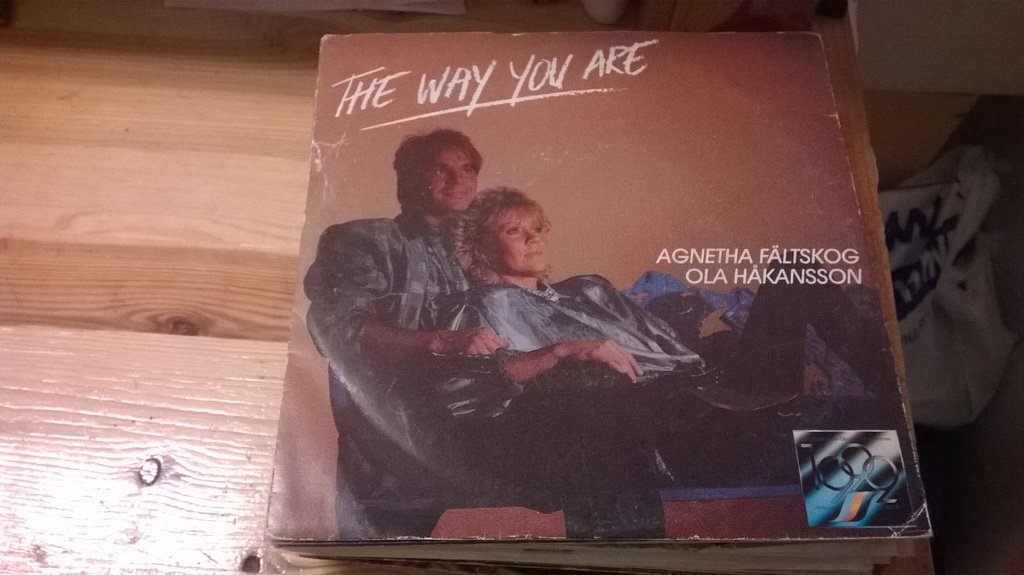 THE WAY YOU ARE
AGNETHA FÄLTSKOG
OLA HÅKANSSON